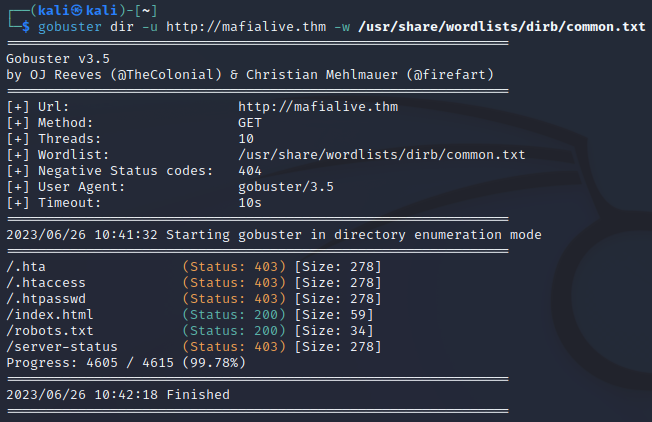 ┌──(kali㉿kali)-[~]
└─$ gobuster dir -u http://mafialive.thm -w /usr/share/wordlists/dirb/common.txt
===============================================================
Gobuster v3.5
by OJ Reeves (@TheColonial) & Christian Mehlmauer (@firefart)
===============================================================
[+] Url:                     http://mafialive.thm
[+] Method:                  GET
[+] Threads:                 10
[+] Wordlist:                /usr/share/wordlists/dirb/common.txt
[+] Negative Status codes:   404
[+] User Agent:              gobuster/3.5
[+] Timeout:                 10s
===============================================================
2023/06/26 10:41:32 Starting gobuster in directory enumeration mode
===============================================================
/.hta                 (Status: 403) [Size: 278]
/.htaccess            (Status: 403) [Size: 278]
/.htpasswd            (Status: 403) [Size: 278]
/index.html           (Status: 200) [Size: 59]
/robots.txt           (Status: 200) [Size: 34]
/server-status        (Status: 403) [Size: 278]
Progress: 4605 / 4615 (99.78%)
===============================================================
2023/06/26 10:42:18 Finished
===============================================================